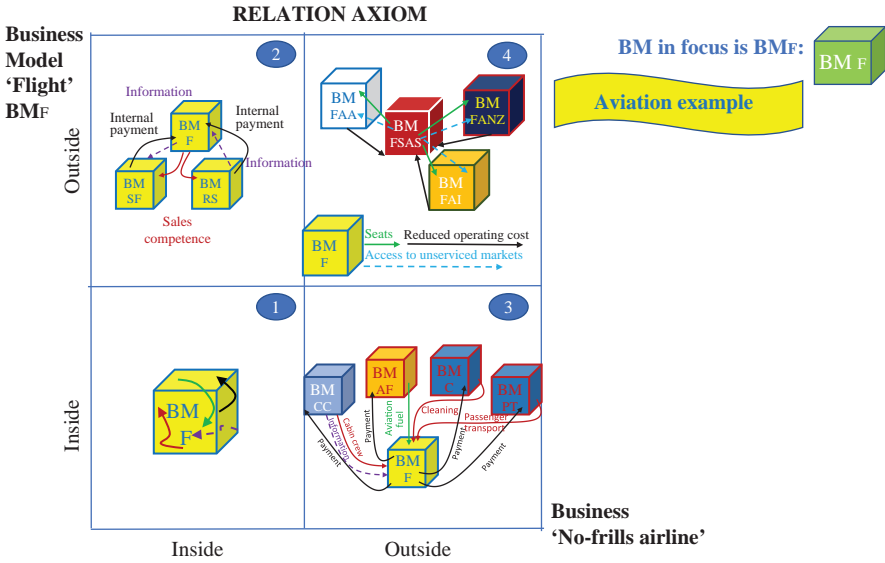 RELATION AXIOM
Business
Model
‘Flight’
BMF
BM in focus is BMF:
BM F
Aviation example
Outside
Inside
2
Information
Internal
payment
Internal
payment
BM
F
Information
BM
SF
BM
RS
Sales
competence
4
BM
FAA
BM
FSAS
BM
FANZ
BM
FAI
BM
F
Seats
Reduced operating cost
Access to unserviced markets
1
BM
F
3
BM
CC
BM
AF
BM
C
BM
PT
Payment
Information
Cabin crew
Payment
Aviation
fuel
Cleaning
Passenger
transport
Payment
Payment
BM
F
Inside
Outside
Business
‘No-frills airline’